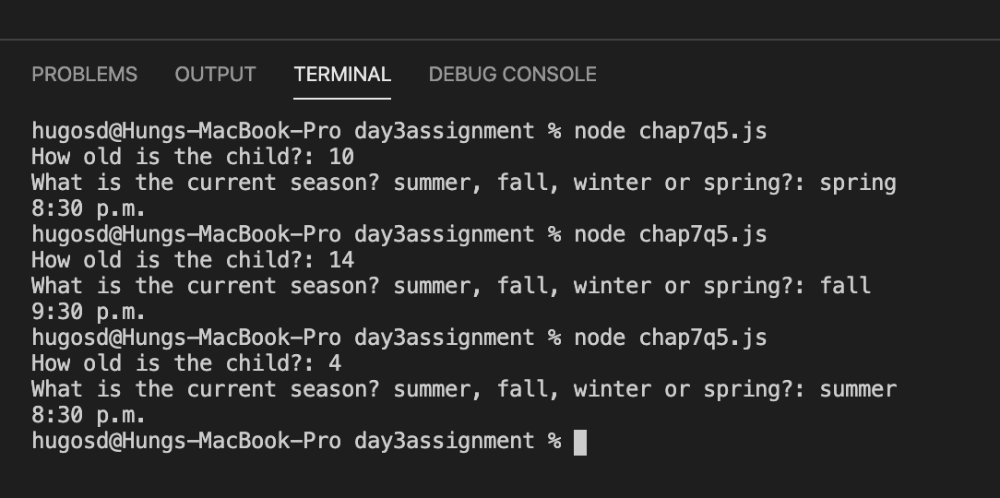 PROBLEMS OUTPUT TERMINAL DEBUG CONSOLE
hugosd@Hungs-MacBook-Pro day3assignment % node chap7q5.js
How old is the child?: 10
What is the current season? summer, fall, winter or spring?: spring
8:30 p.m.
hugosd@Hungs-MacBook-Pro day3assignment % node chap7q5.js
How old is the child?: 14
What is the current season? summer, fall, winter or spring?: fall
9:30 p.m.
hugosd@Hungs-MacBook-Pro day3assignment % node chap7q5.js
How old is the child?: 4
What is the current season? summer, fall, winter or spring?: summer
8:30 p.m.
hugosd@Hungs-MacBook-Pro day3assignment %